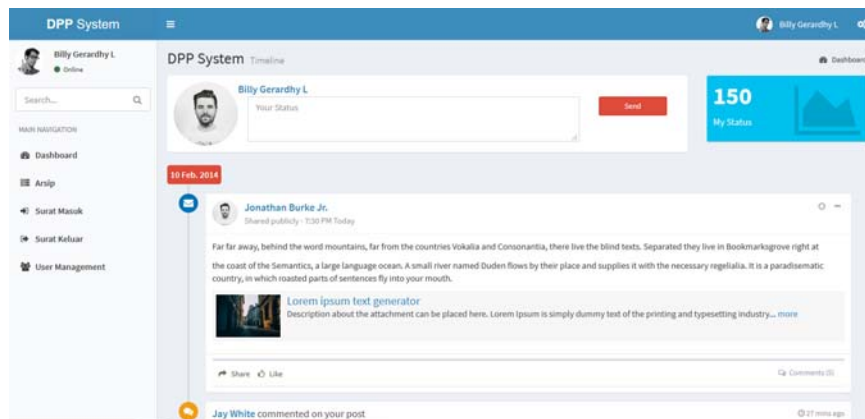 DPP System
Billy Gerardhy L
Billy Gerardhy L
Online
Search...
MAIN NAVIGATION
Dashboard
Arsip
Surat Masuk
Surat Keluar
User Management
DPP System Timeline
Dashboard
Billy Gerardhy L
Your Status
Send
150
My Status
10 Feb. 2014
Jonathan Burke Jr.
Shared publicly - 7:30 PM Today
Far far away, behind the word mountains, far from the countries Vokalia and Consonantia, there live the blind texts. Separated they live in Bookmarksgrove right at
the coast of the Semantics, a large language ocean. A small river named Duden flows by their place and supplies it with the necessary regelialia. It is a paradisematic
country, in which roasted parts of sentences fly into your mouth.
Lorem ipsum text generator
Description about the attachment can be placed here. Lorem Ipsum is simply dummy text of the printing and typesetting industry... more
Share Like
Comments (5)
Jay White commented on your post
27 mins ago